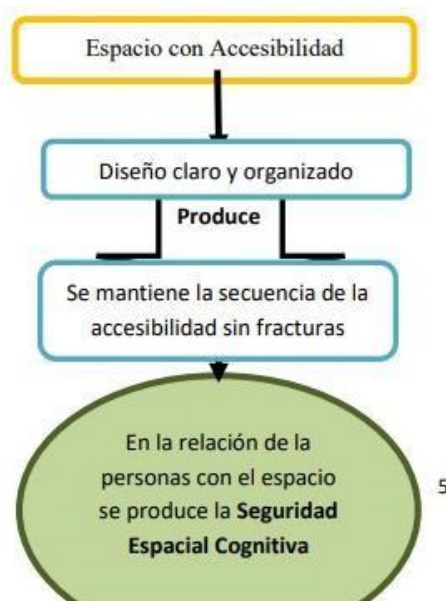 Espacio con Accesibilidad
Diseño claro y organizado
Produce
Se mantiene la secuencia de la
accesibilidad sin fracturas
En la relación de la
personas con el espacio
se produce la Seguridad
Espacial Cognitiva
5